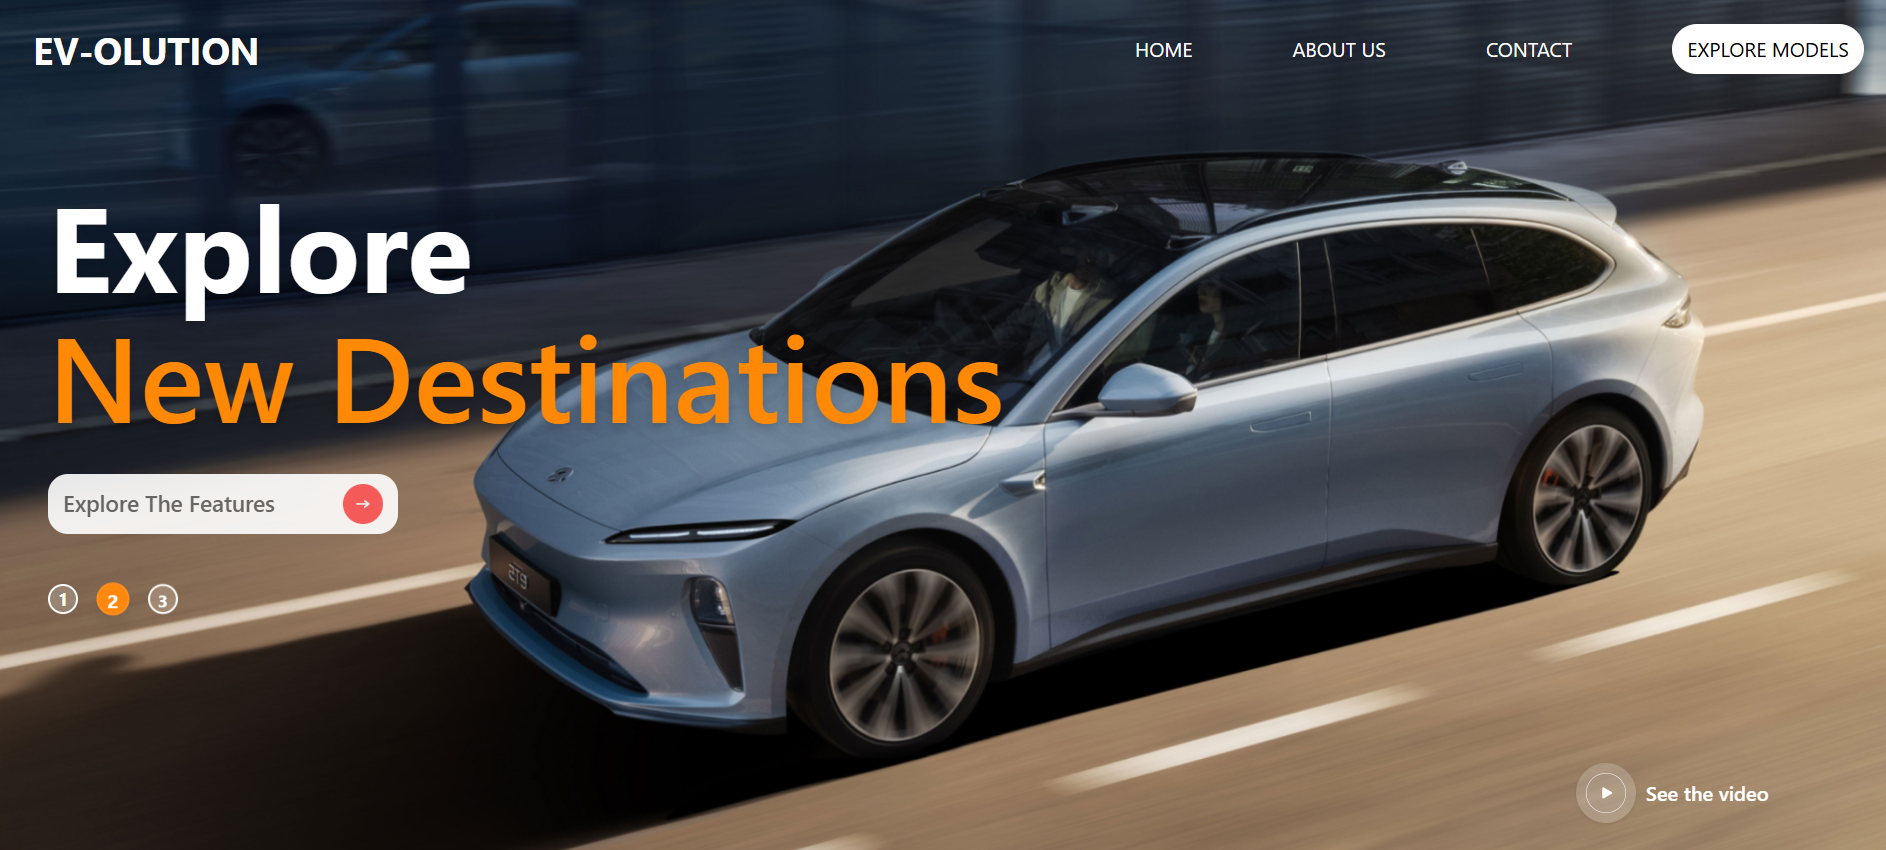 EV-OLUTION
HOME
ABOUT US
CONTACT
EXPLORE MODELS
Explore
New Destinations
Explore The Features
1
2
3
See the video